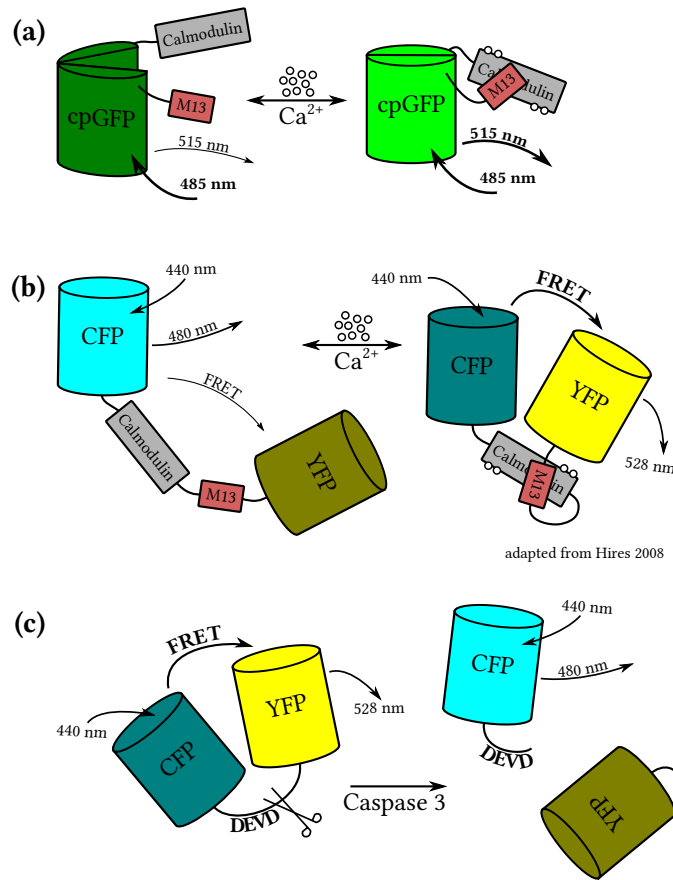 (a)
Calmodulin
cpGFP
M13
515 nm
485 nm
Ca2+
Calmodulin
M13
cpGFP
515 nm
485 nm
(b)
440 nm
CFP
480 nm
FRET
Calmodulin
M13
YFP
Ca2+
440 nm
FRET
CFP
YFP
528 nm
Calmodulin
M13
adapted from Hires 2008
(c)
FRET
440 nm
CFP
YFP
528 nm
DEVD
Caspase 3
440 nm
CFP
480 nm
DEVD
YFP